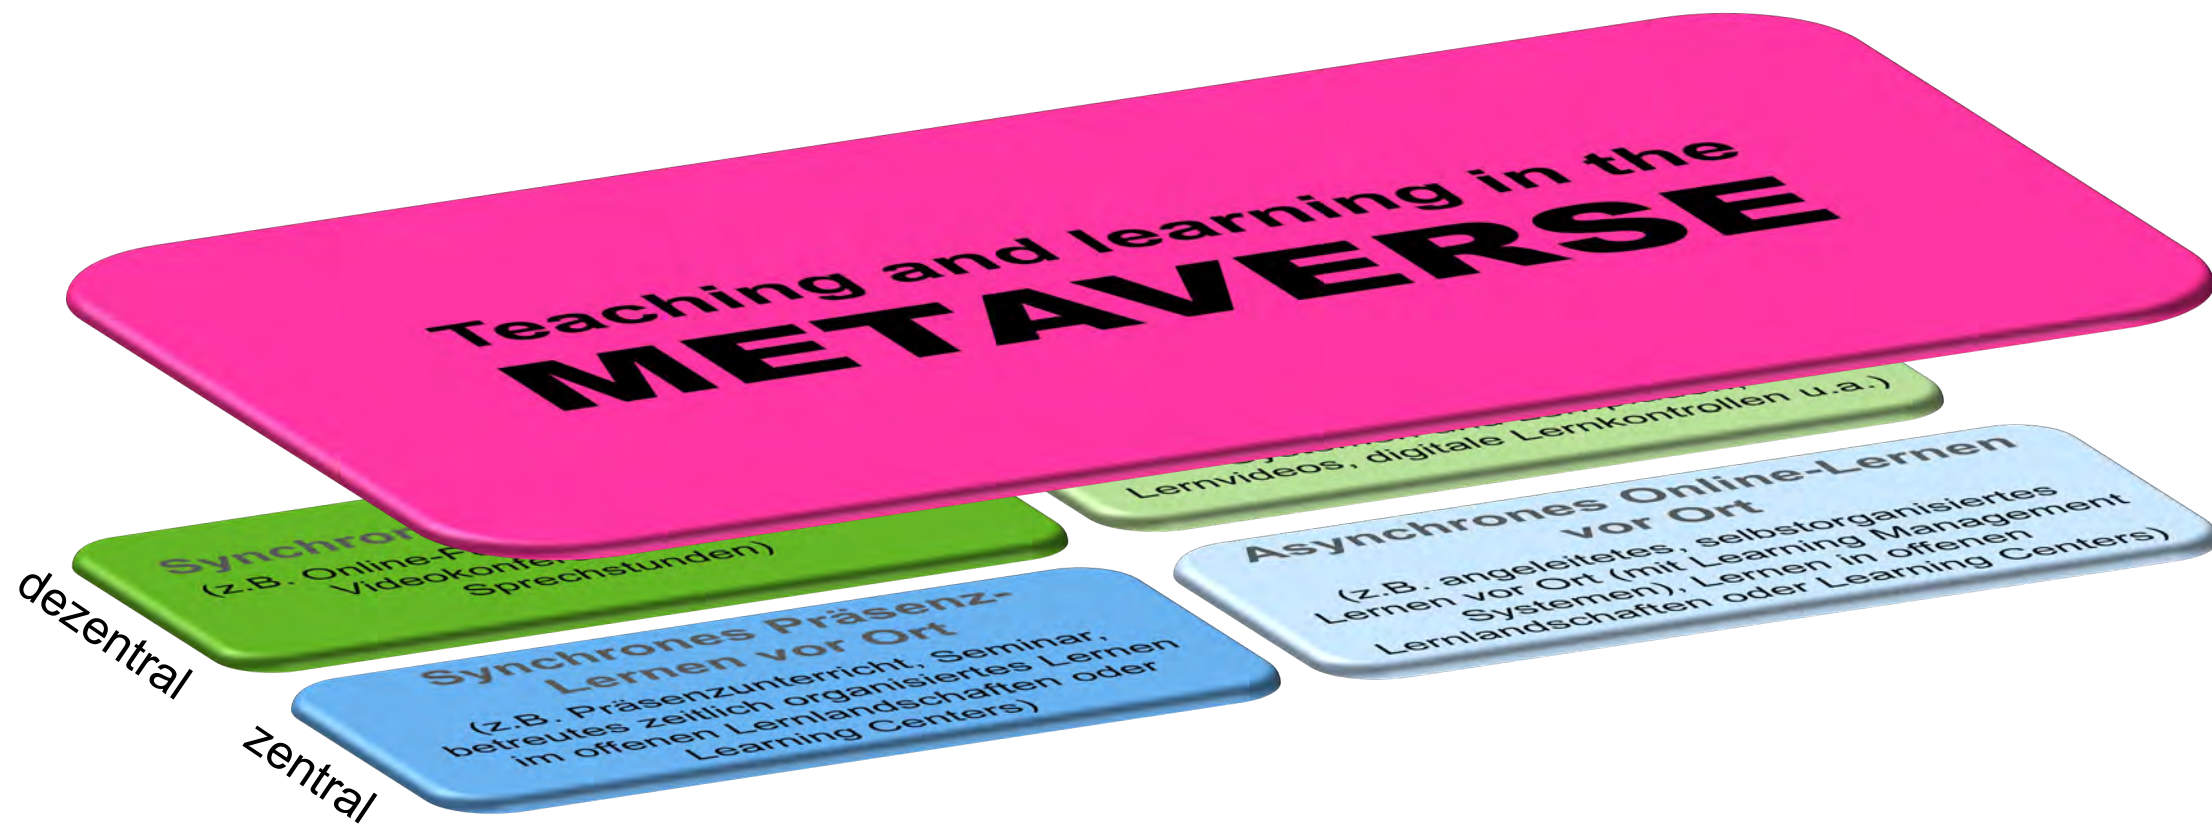 Teaching and learning in the
METAVERSE
Lernvideos, digitale Lernkontrollen u.a.)
(z.B.
Sprechstunden)
dezentral
Synchrones Präsenz-
Lernen vor Ort
(z.B. Präsenzunterricht, Seminar,
betreutes zeitlich organisiertes Lernen
im offenen Lernlandschaften oder
Learning Centers)
Asynchrones Online-Lernen
vor Ort
(z.B. angeleitetes, selbstorganisiertes
Lernen vor Ort (mit Learning Management
Systemen), Lernen in offenen
Lernlandschaften oder Learning Centers)
zentral